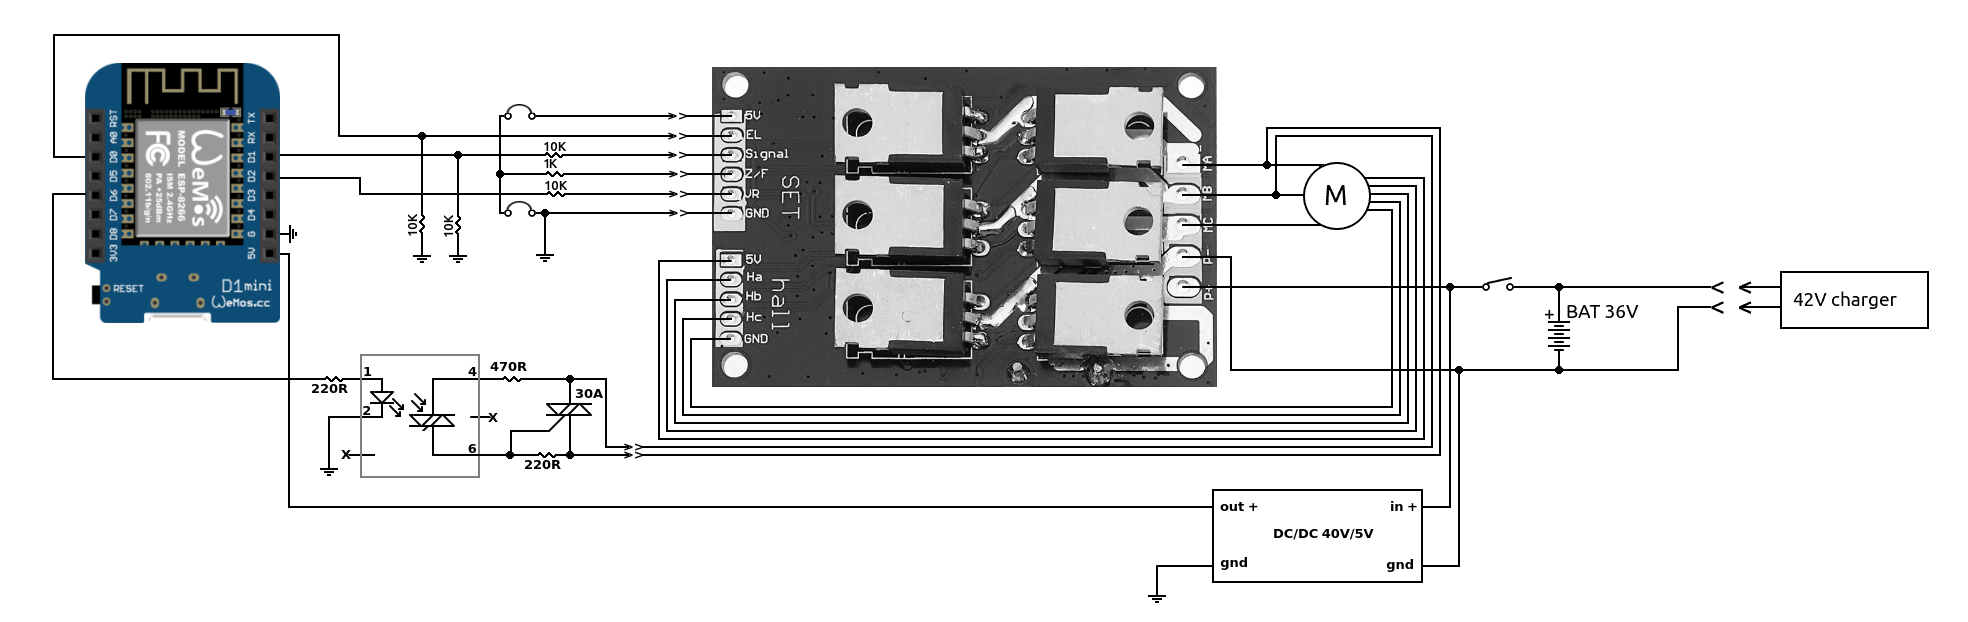 TX
RST
A0
RX
D0
D1
D5
D2
D6
D3
D7
D4
D8
G
3V3
5V
WeMos
MODEL ESP-8266
ISM 2.4GHz
PA +25dBm
802.11b/g/n
FC
RESET
D1mini
WeMos.cc
10K
1K
10K
10K
10K
5V
EL
Signal
Z/F
VR
GND
SET
5V
Ha
Hb
Hc
GND
hall
MA
MB
MC
P-
P+
M
+
BAT 36V
42V charger
220R
1
2
X
4
6
470R
X
30A
220R
out +
in +
DC/DC 40V/5V
gnd
gnd